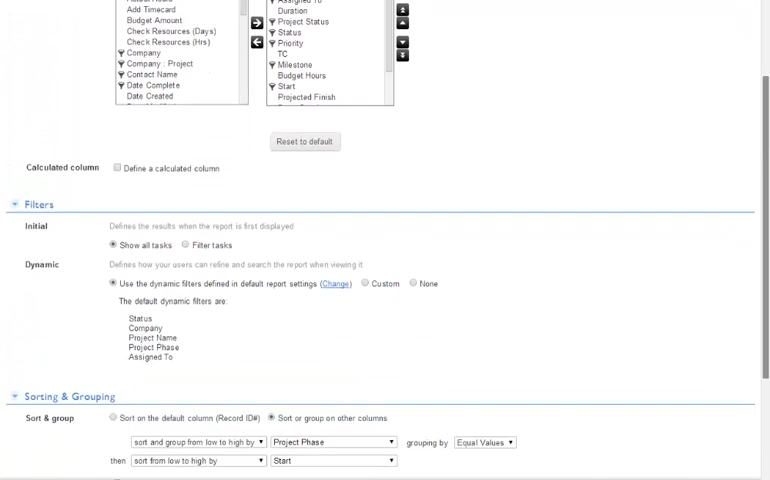 Add Timecard
Budget Amount
Check Resources (Days)
Check Resources (Hrs)
Company
Company : Project
Contact Name
Date Complete
Date Created
Assigned To
Duration
Project Status
Status
Priority
TC
Milestone
Budget Hours
Start
Projected Finish
Reset to default
Calculated column Define a calculated column
Filters
Initial Defines the results when the report is first displayed
Show all tasks Filter tasks
Dynamic Defines how your users can refine and search the report when viewing it
Use the dynamic filters defined in default report settings (Change) Custom None
The default dynamic filters are:
Status
Company
Project Name
Project Phase
Assigned To
Sorting & Grouping
Sort & group Sort on the default column (Record ID#) Sort or group on other columns
sort and group from low to high by Project Phase grouping by Equal Values
then sort from low to high by Start